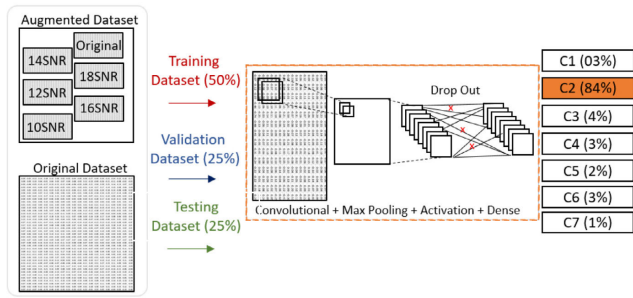 Augmented Dataset
Original
14SNR
18SNR
12SNR
16SNR
10SNR
Original Dataset
Training
Dataset (50%)
Validation
Dataset (25%)
Testing
Dataset (25%)
Drop Out
x
x
x
Convolutional + Max Pooling + Activation + Dense
C1 (03%)
C2 (84%)
C3 (4%)
C4 (3%)
C5 (2%)
C6 (3%)
C7 (1%)